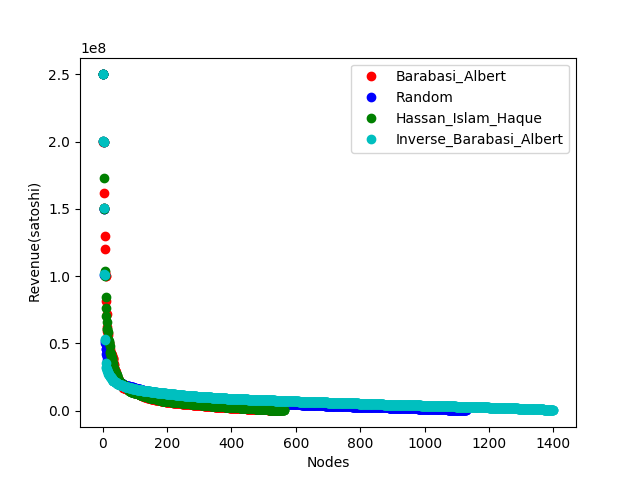 1e8
Barabasi_Albert
Random
Hassan_Islam_Haque
Inverse_Barabasi_Albert
2.5
2.0
1.5
1.0
0.5
0.0
Revenue(satoshi)
0 200 400 600 800 1000 1200 1400
Nodes